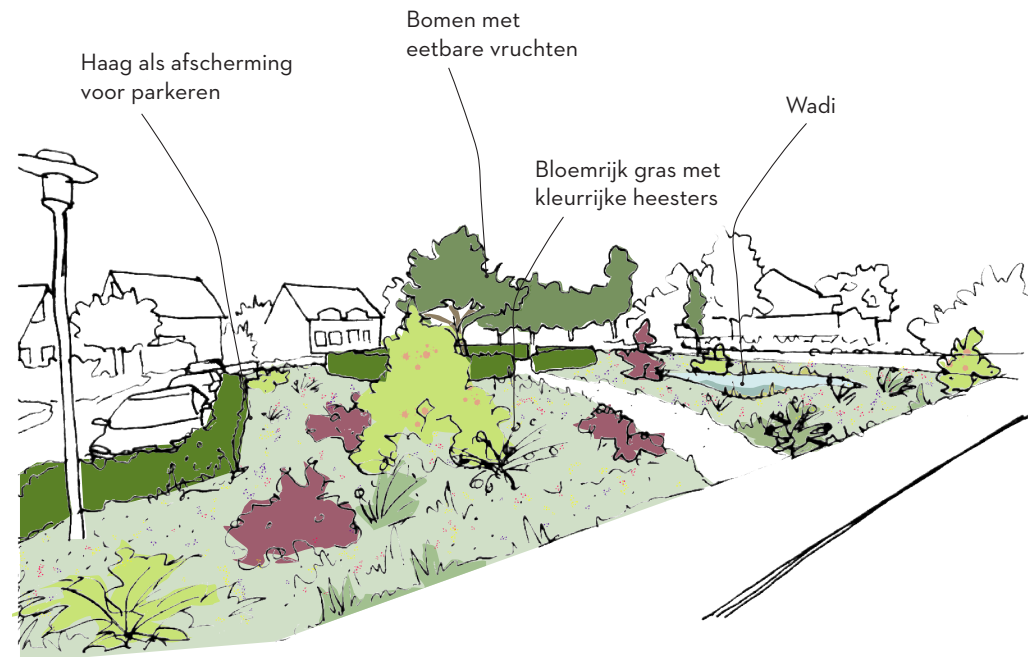 Bomen met
eetbare vruchten
Haag als afscherming
voor parkeren
Wadi
Bloemrijk gras met
kleurrijke heesters